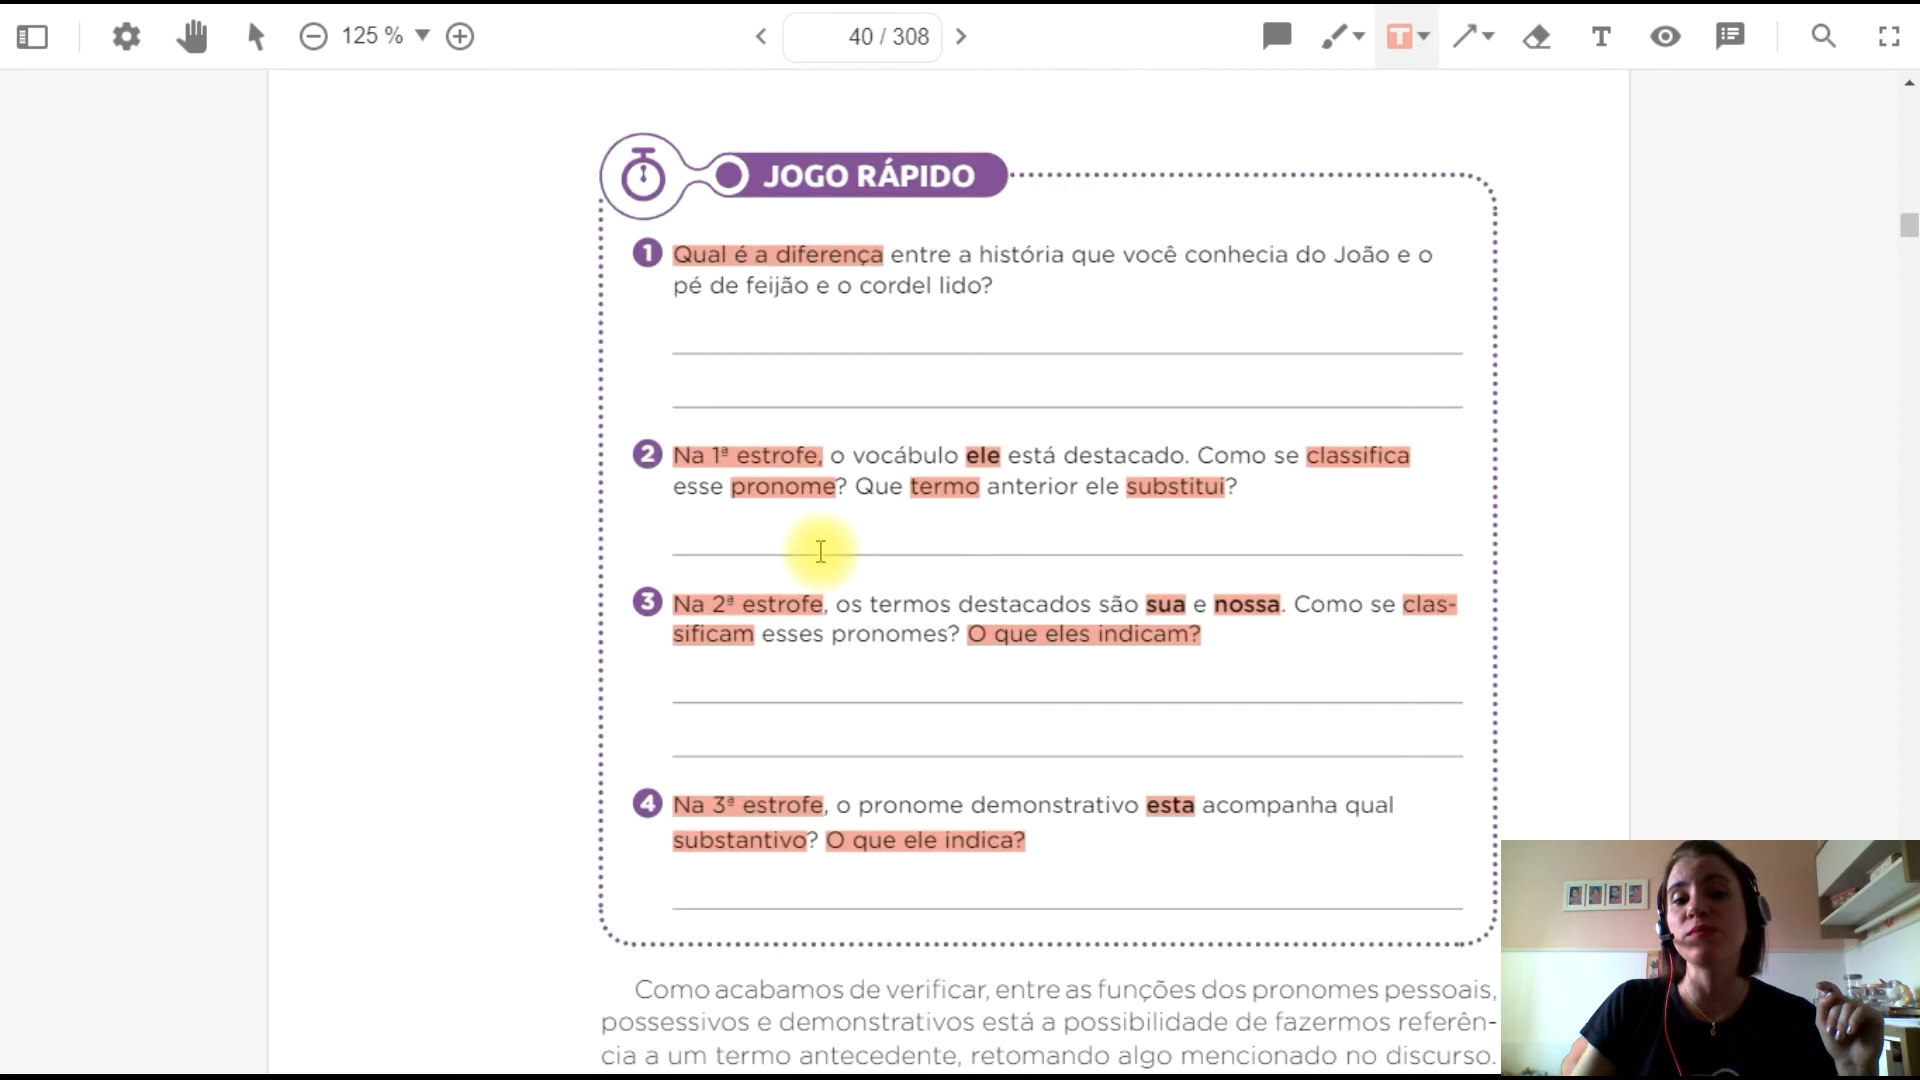 125 %
40 / 308
T
T
JOGO RÁPIDO
1 Qual é a diferença entre a história que você conhecia do João e o
pé de feijão e o cordel lido?
2 Na 1ª estrofe, o vocábulo ele está destacado. Como se classifica
esse pronome? Que termo anterior ele substitui?
3 Na 2ª estrofe, os termos destacados são sua e nossa. Como se clas-
sificam esses pronomes? O que eles indicam?
4 Na 3ª estrofe, o pronome demonstrativo esta acompanha qual
substantivo? O que ele indica?
Como acabamos de verificar, entre as funções dos pronomes pessoais,
possessivos e demonstrativos está a possibilidade de fazermos referên-
cia a um termo antecedente, retomando algo mencionado no discurso.